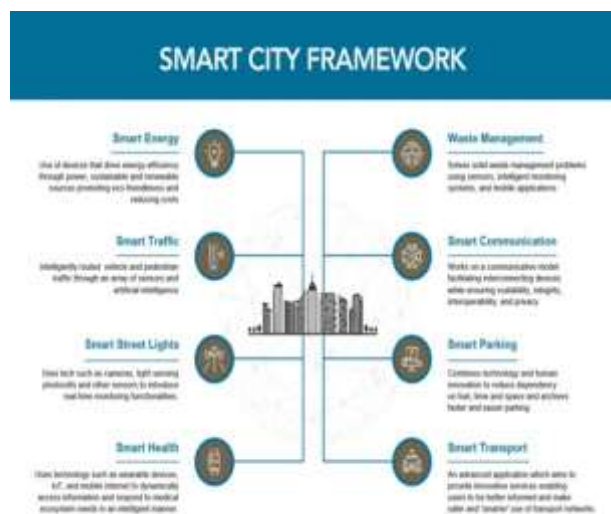 SMART CITY FRAMEWORK
Smart Energy
Use of devices that drive energy efficiency
through power, sustainable and renewable
sources promoting eco-friendliness and
reducing costs
Smart Traffic
Intelligently routed vehicle and pedestrian
traffic through an array of sensors and
artificial intelligence
Smart Street Lights
Uses tech such as cameras, light sensing
photocells and other sensors to introduce
real-time monitoring functionalities.
Smart Health
Uses technology such as wearable devices,
IoT, and mobile internet to dynamically
access information and respond to medical
ecosystem needs in an intelligent manner.
Waste Management
Solves solid waste management problems
using sensors, intelligent monitoring
systems, and mobile applications
Smart Communication
Works on a communicative model
facilitating interconnecting devices
while ensuring scalability, integrity,
interoperability, and privacy
Smart Parking
Combines technology and human
innovation to reduce dependency
on fuel, time and space and archives
faster and easier parking
Smart Transport
An advanced application which aims to
provide innovative services enabling
users to be better informed and make
safer and 'smarter' use of transport networks